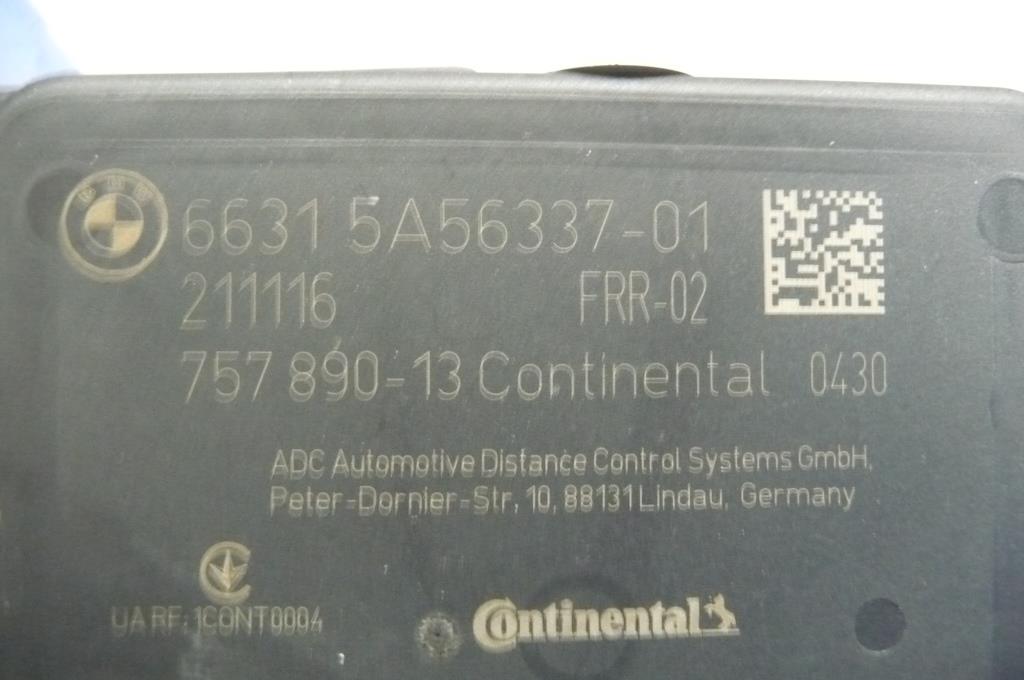 6631 5A56337-01
211116 FRR-02
757 890-13 Continental 0430
ADC Automotive Distance Control Systems GmbH,
Peter-Dornier-Str. 10, 88131 Lindau, Germany
UA RF: 1CONT0004
Continental